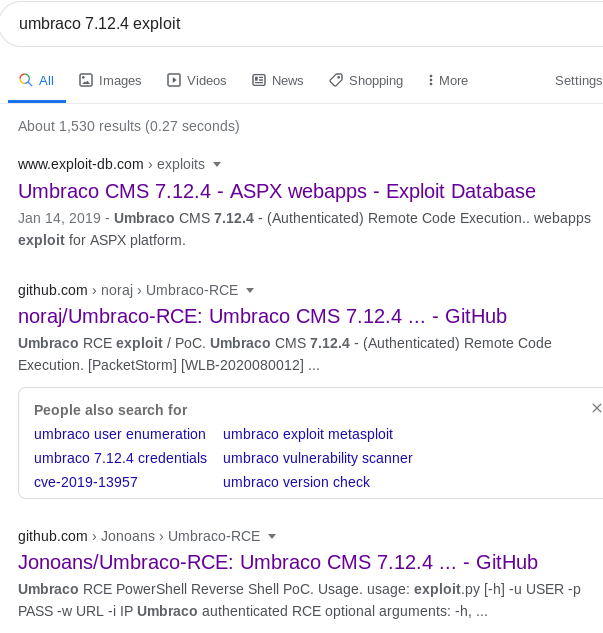 umbraco 7.12.4 exploit
All Images Videos News Shopping More Settings
About 1,530 results (0.27 seconds)
www.exploit-db.com › exploits
Umbraco CMS 7.12.4 - ASPX webapps - Exploit Database
Jan 14, 2019 - Umbraco CMS 7.12.4 - (Authenticated) Remote Code Execution.. webapps
exploit for ASPX platform.
github.com › noraj › Umbraco-RCE
noraj/Umbraco-RCE: Umbraco CMS 7.12.4 ... - GitHub
Umbraco RCE exploit / PoC. Umbraco CMS 7.12.4 - (Authenticated) Remote Code
Execution. [PacketStorm] [WLB-2020080012] ...
People also search for
umbraco user enumeration umbraco exploit metasploit
umbraco 7.12.4 credentials umbraco vulnerability scanner
cve-2019-13957 umbraco version check
github.com › Jonoans › Umbraco-RCE
Jonoans/Umbraco-RCE: Umbraco CMS 7.12.4 ... - GitHub
Umbraco RCE PowerShell Reverse Shell PoC. Usage. usage: exploit.py [-h] -u USER -p
PASS -w URL -i IP Umbraco authenticated RCE optional arguments: -h, ...